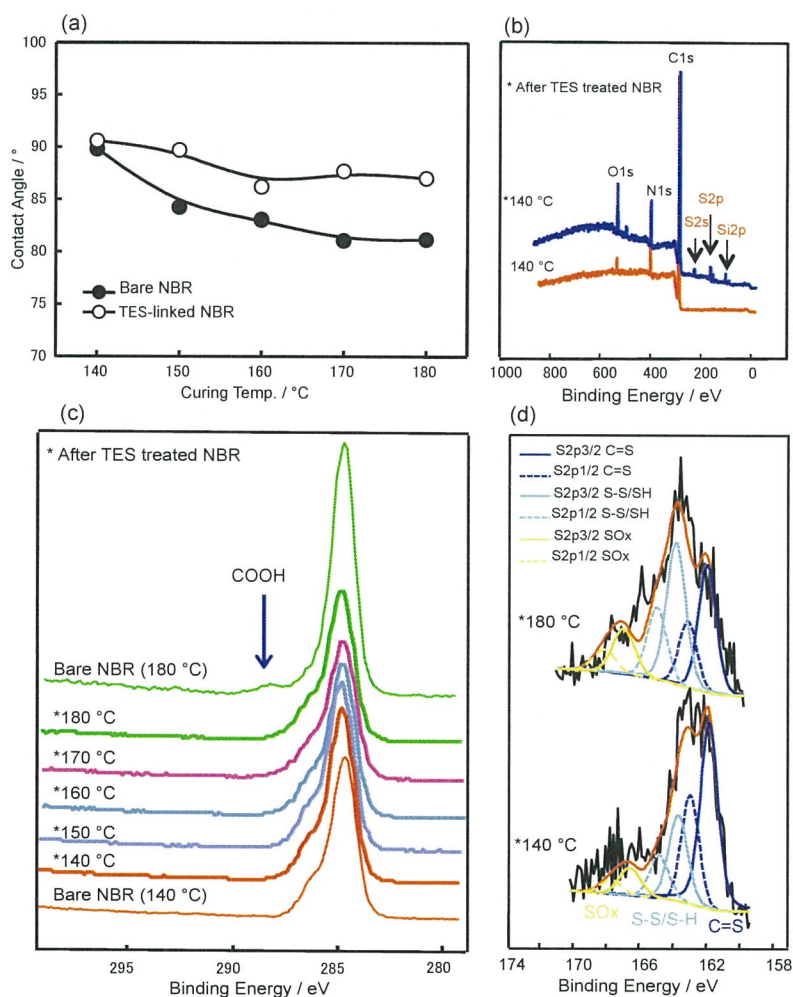 (a)
100
95
90
85
80
75
70
Contact Angle / °
Bare NBR
TES-linked NBR
140 150 160 170 180
Curing Temp. / °C
(b)
* After TES treated NBR
C1s
O1s
N1s
S2p
S2s
Si2p
*140 °C
140 °C
1000 800 600 400 200 0
Binding Energy / eV
(c)
* After TES treated NBR
COOH
Bare NBR (180 °C)
*180 °C
*170 °C
*160 °C
*150 °C
*140 °C
Bare NBR (140 °C)
295 290 285 280
Binding Energy / eV
(d)
S2p3/2 C=S
S2p1/2 C=S
S2p3/2 S-S/SH
S2p1/2 S-S/SH
S2p3/2 SOx
S2p1/2 SOx
*180 °C
*140 °C
SOx
S-S/S-H
C=S
174 170 166 162 158
Binding Energy / eV